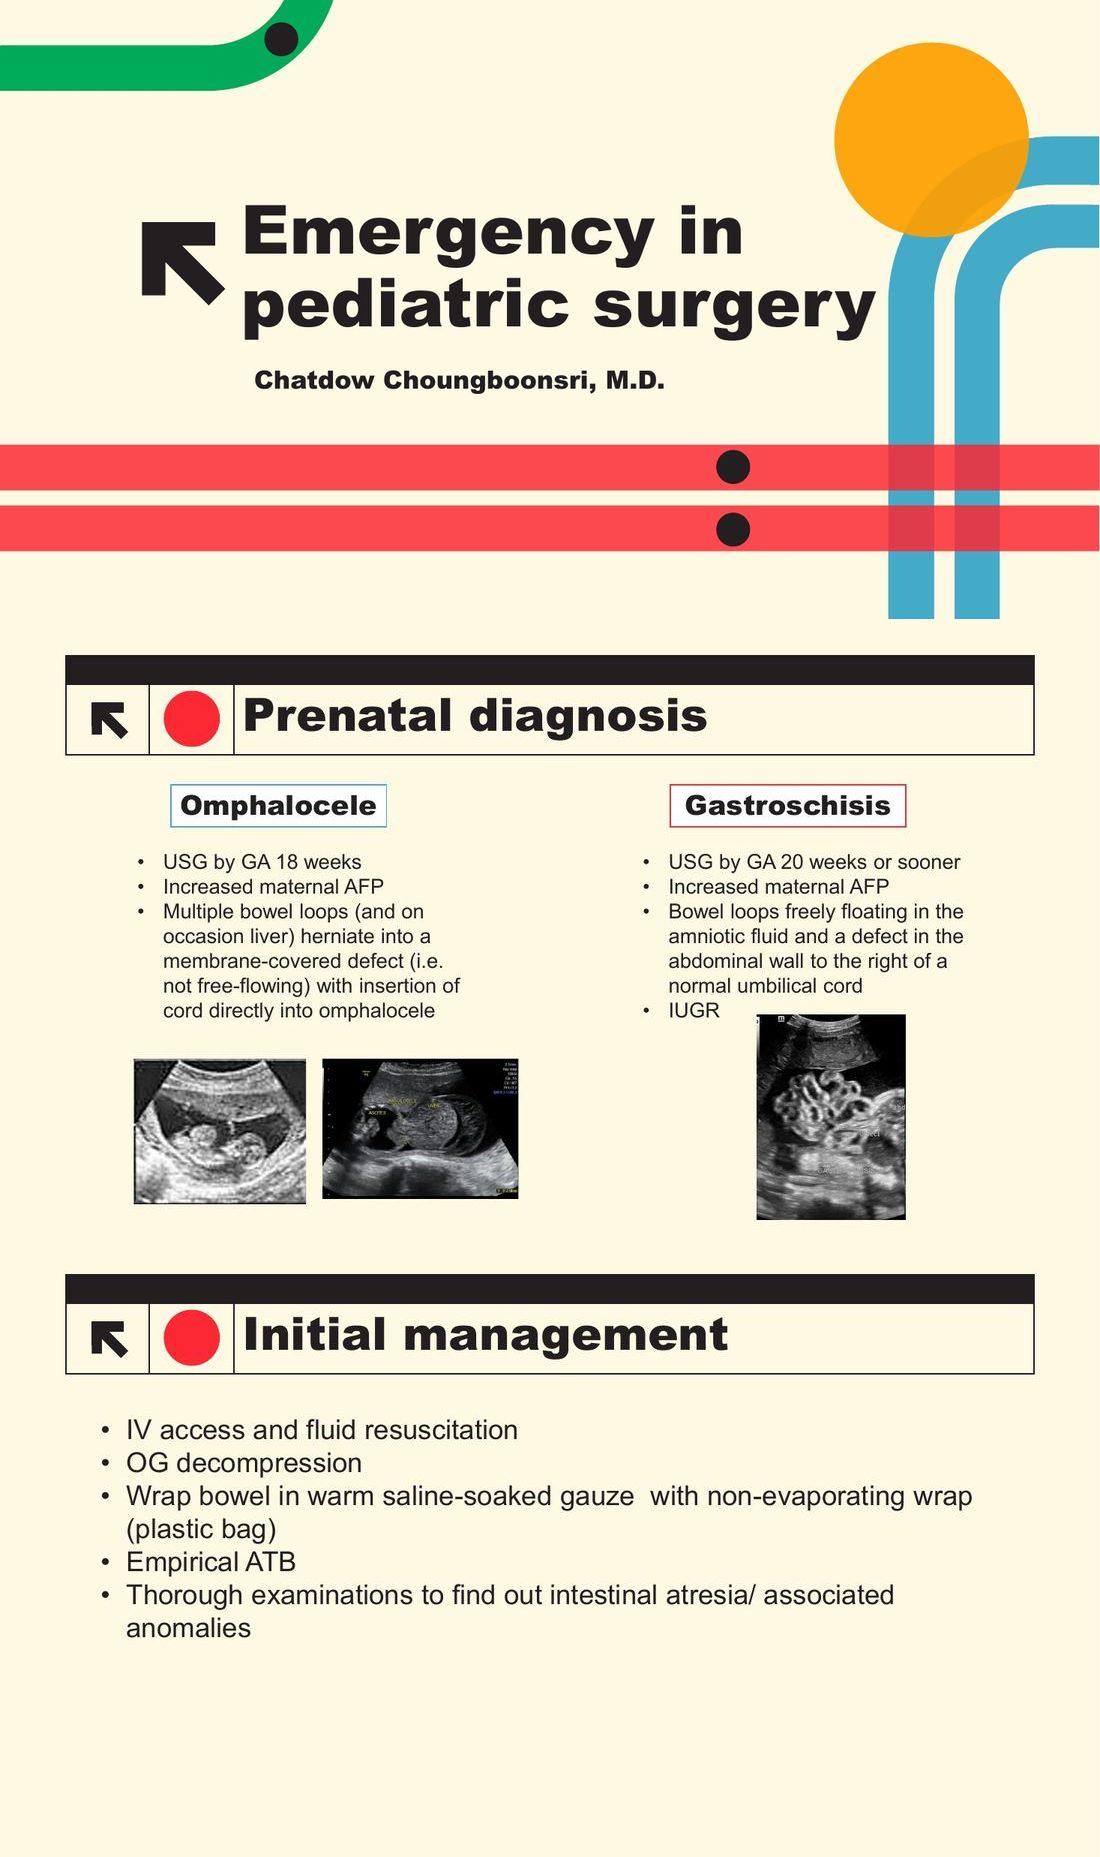 Emergency in
pediatric surgery
Chatdow Choungboonsri, M.D.
Prenatal diagnosis
Omphalocele
• USG by GA 18 weeks
• Increased maternal AFP
• Multiple bowel loops (and on
occasion liver) herniate into a
membrane-covered defect (i.e.
not free-flowing) with insertion of
cord directly into omphalocele
Gastroschisis
• USG by GA 20 weeks or sooner
• Increased maternal AFP
• Bowel loops freely floating in the
amniotic fluid and a defect in the
abdominal wall to the right of a
normal umbilical cord
• IUGR
ASCITES
LIVER
Initial management
• IV access and fluid resuscitation
• OG decompression
• Wrap bowel in warm saline-soaked gauze  with non-evaporating wrap
(plastic bag)
• Empirical ATB
• Thorough examinations to find out intestinal atresia/ associated
anomalies